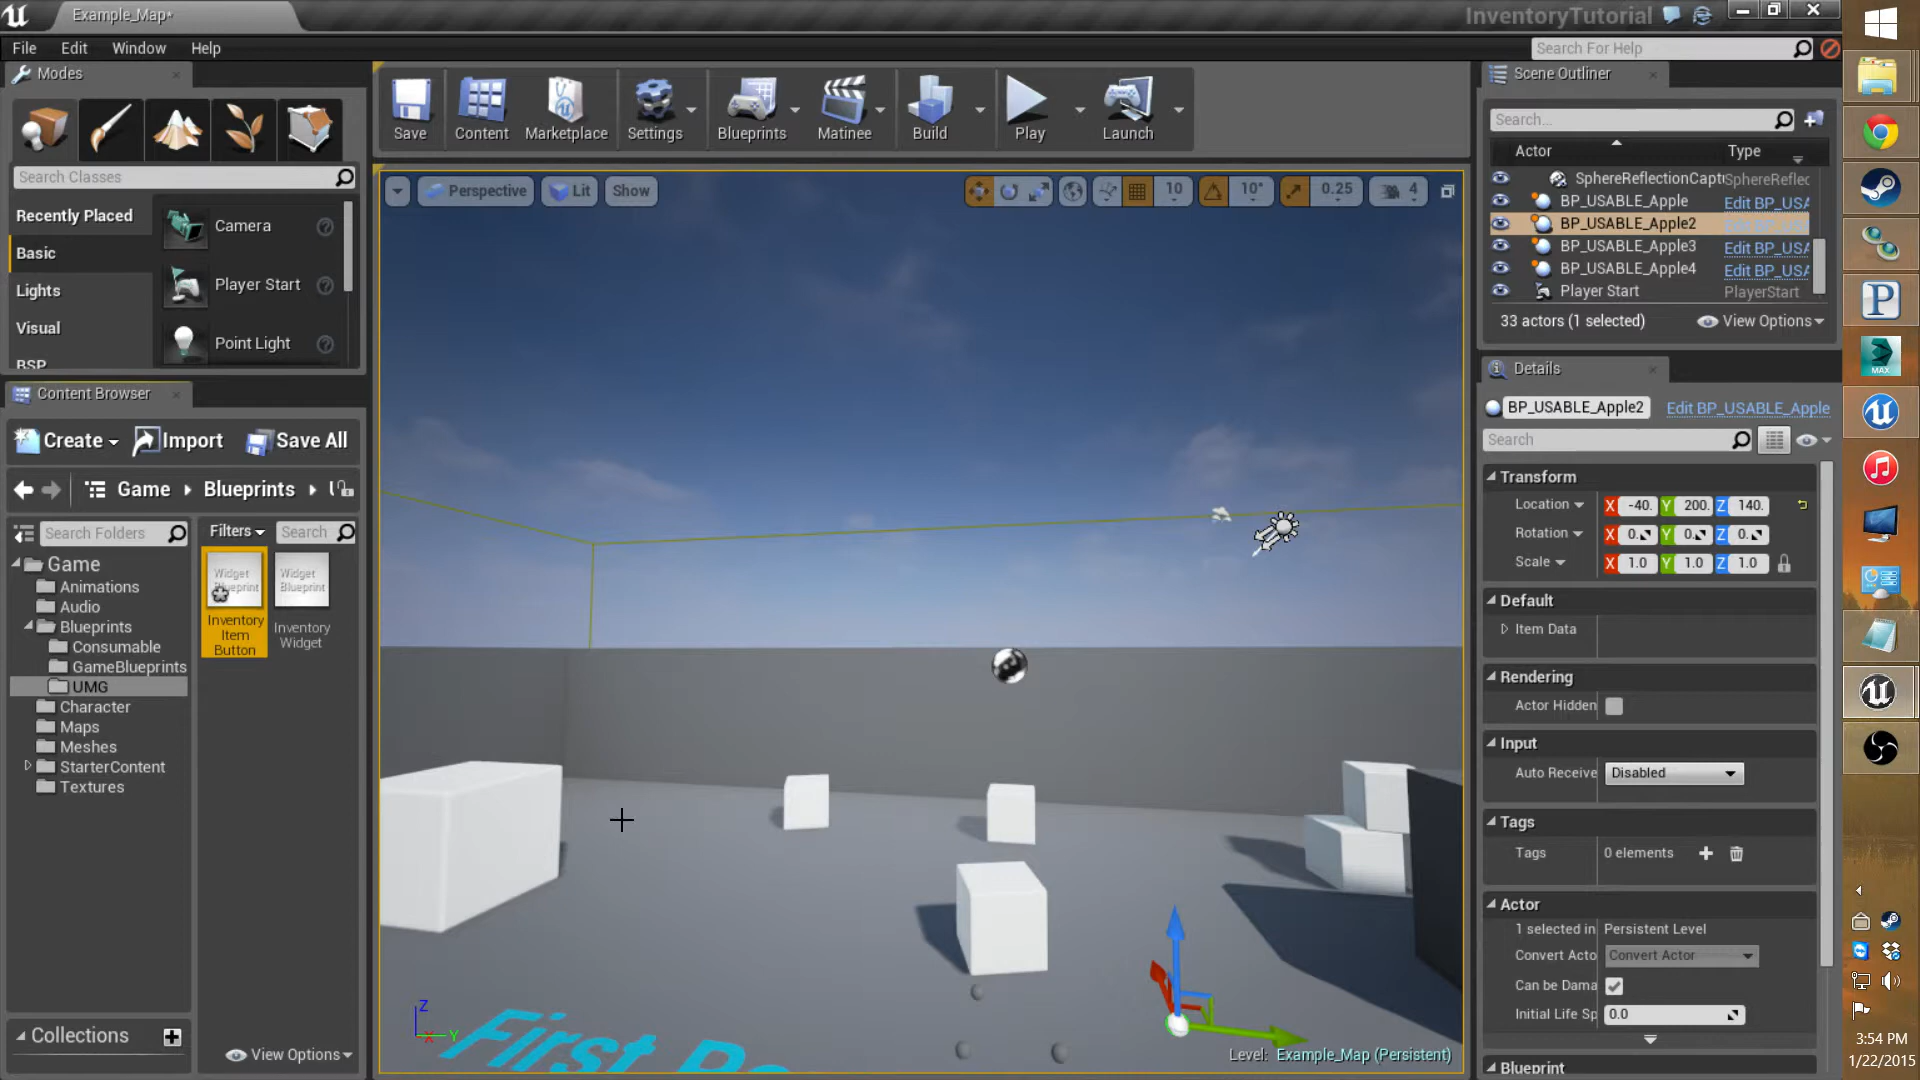 Example_Map*
InventoryTutorial
File Edit Window Help
Search For Help
Modes
Search Classes
Recently Placed
Basic
Lights
Visual
BSP
Camera
Player Start
Point Light
Content Browser
Create Import Save All
Game Blueprints
Search Folders
Filters Search
Game
Animations
Audio
Blueprints
Consumable
GameBlueprints
UMG
Character
Maps
Meshes
StarterContent
Textures
Widget Blueprint
Inventory
Item
Button
Widget Blueprint
Inventory
Widget
Collections
View Options
Save Content Marketplace Settings Blueprints Matinee Build Play Launch
Perspective Lit Show
10 10° 0.25 4
First
Z
X Y
Level: Example_Map (Persistent)
Scene Outliner
Search...
Actor Type
SphereReflectionCaptu SphereReflec
BP_USABLE_Apple Edit BP_USA
BP_USABLE_Apple2
BP_USABLE_Apple3 Edit BP_USA
BP_USABLE_Apple4 Edit BP_USA
Player Start PlayerStart
33 actors (1 selected) View Options
Details
BP_USABLE_Apple2 Edit BP_USABLE_Apple
Search
Transform
Location X -40. Y 200. Z 140.
Rotation X 0. Y 0. Z 0.
Scale X 1.0 Y 1.0 Z 1.0
Default
Item Data
Rendering
Actor Hidden
Input
Auto Receive Disabled
Tags
Tags 0 elements
Actor
1 selected in Persistent Level
Convert Acto Convert Actor
Can be Dama
Initial Life Sp 0.0
Blueprint
P
MAX
3:54 PM
1/22/2015